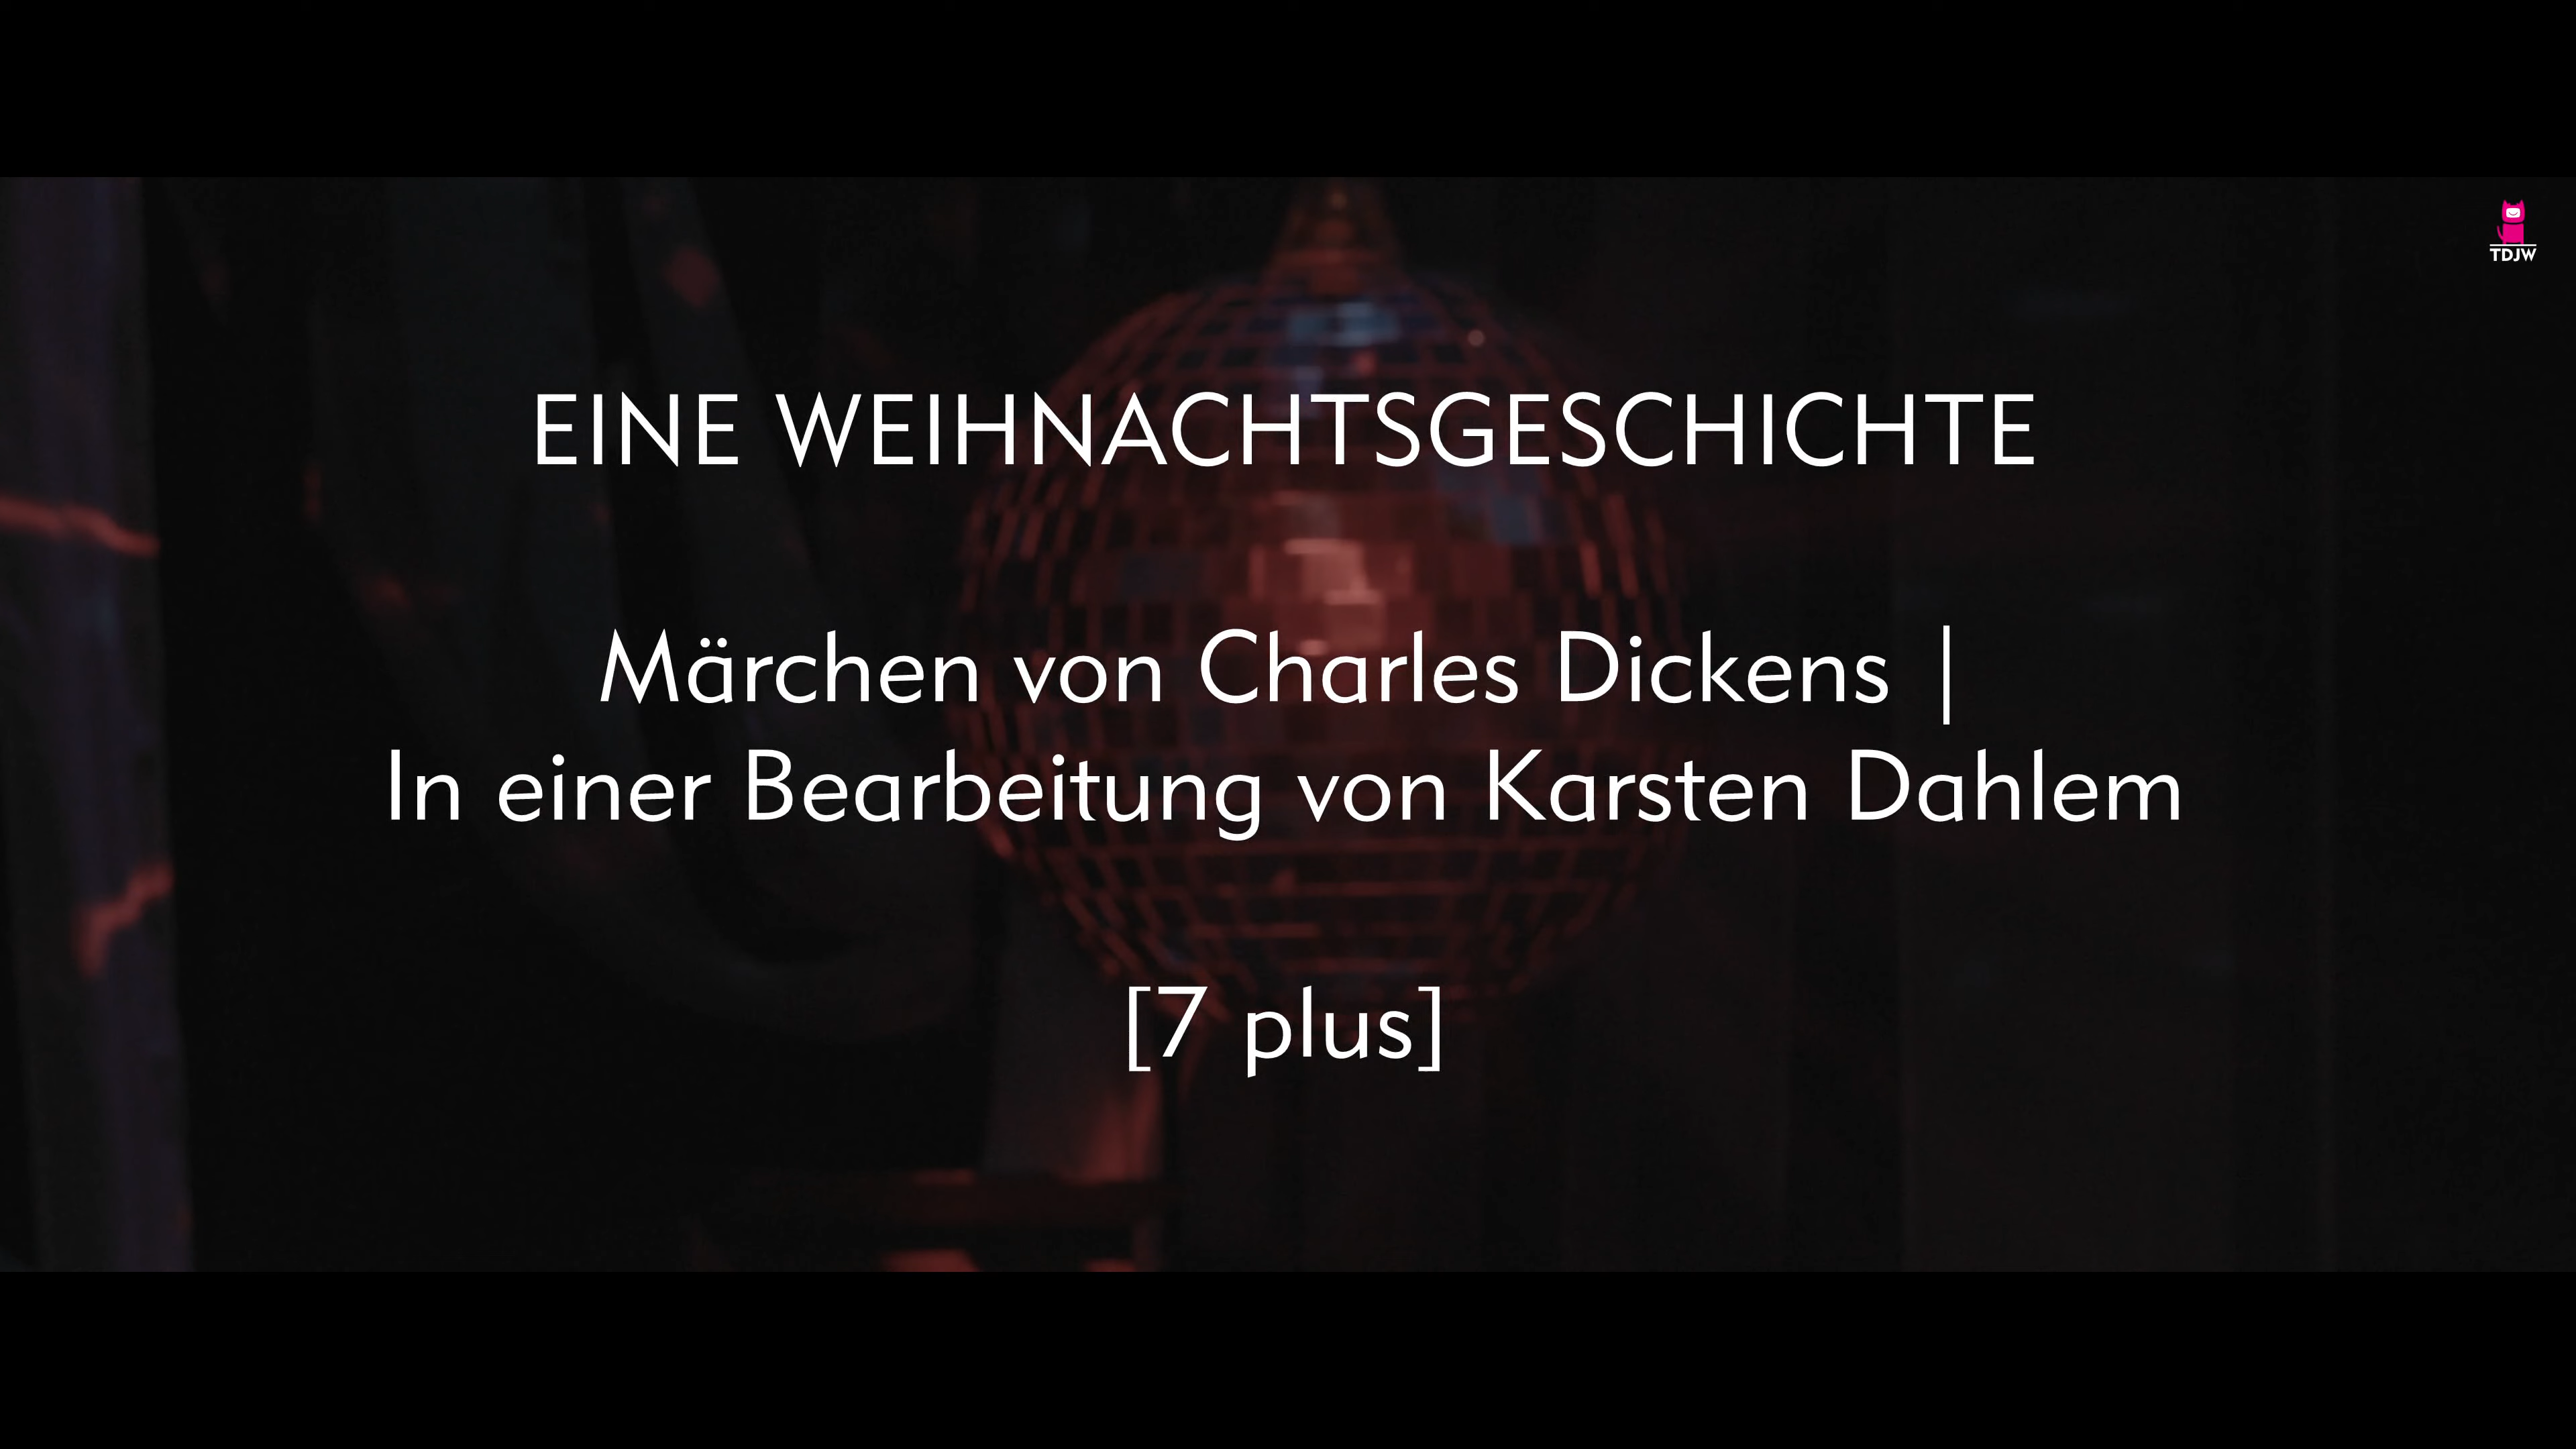 TDJW
EINE WEIHNACHTSGESCHICHTE
Märchen von Charles Dickens |
In einer Bearbeitung von Karsten Dahlem
[7 plus]